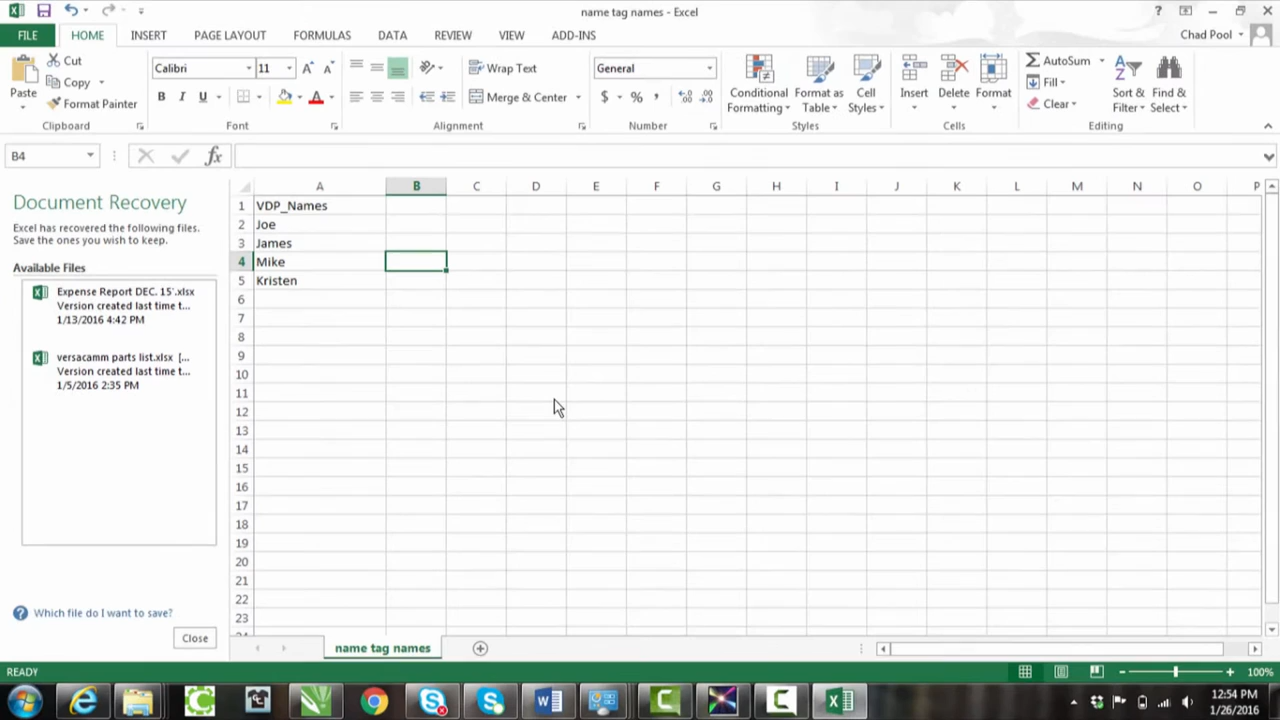 name tag names - Excel
?
FILE HOME INSERT PAGE LAYOUT FORMULAS DATA REVIEW VIEW ADD-INS Chad Pool
Paste
Cut
Copy
Format Painter
Clipboard
Calibri 11
B I U A
Font
Wrap Text
Merge & Center
Alignment
General
$ % ,
Number
Conditional Formatting
Format as Table
Cell Styles
Styles
Insert Delete Format
Cells
AutoSum
Fill
Clear
Sort & Filter
Find & Select
Editing
B4 fx
Document Recovery
Excel has recovered the following files.
Save the ones you wish to keep.
Available Files
Expense Report DEC. 15'.xlsx
Version created last time t...
1/13/2016 4:42 PM
versacamm parts list.xlsx [...
Version created last time t...
1/5/2016 2:35 PM
Which file do I want to save?
Close
A B C D E F G H I J K L M N O P
1 VDP_Names
2 Joe
3 James
4 Mike
5 Kristen
6
7
8
9
10
11
12
13
14
15
16
17
18
19
20
21
22
23
name tag names
READY 100%
12:54 PM
1/26/2016